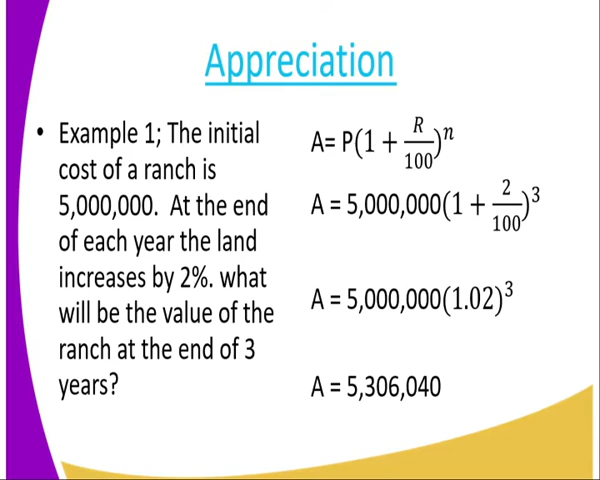 Appreciation
• Example 1; The initial
cost of a ranch is
5,000,000.  At the end
of each year the land
increases by 2%. what
will be the value of the
ranch at the end of 3
years?
A= P(1 + R/100)^n
A = 5,000,000(1 + 2/100)^3
A = 5,000,000(1.02)^3
A = 5,306,040